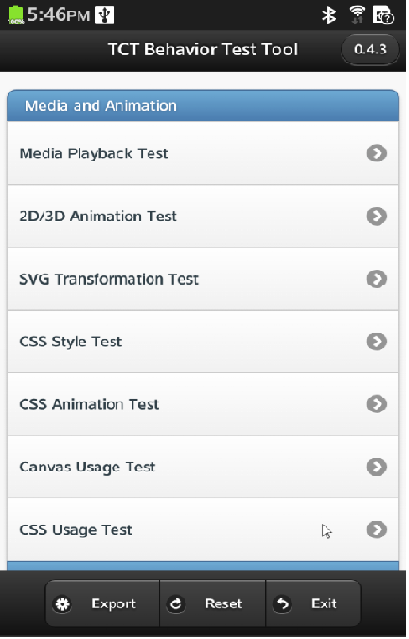 5:46PM
TCT Behavior Test Tool
0.4.3
Media and Animation
Media Playback Test
2D/3D Animation Test
SVG Transformation Test
CSS Style Test
CSS Animation Test
Canvas Usage Test
CSS Usage Test
Export
Reset
Exit